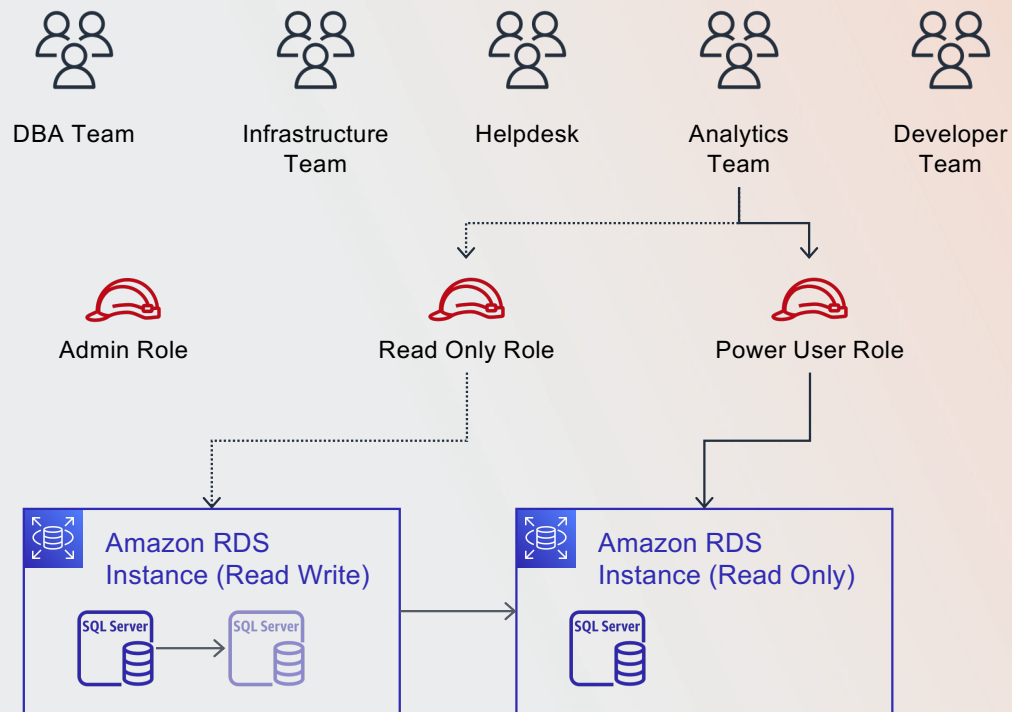 DBA Team
Infrastructure
Team
Helpdesk
Analytics
Team
Developer
Team
Admin Role
Read Only Role
Power User Role
Amazon RDS
Instance (Read Write)
SQL Server
SQL Server
Amazon RDS
Instance (Read Only)
SQL Server